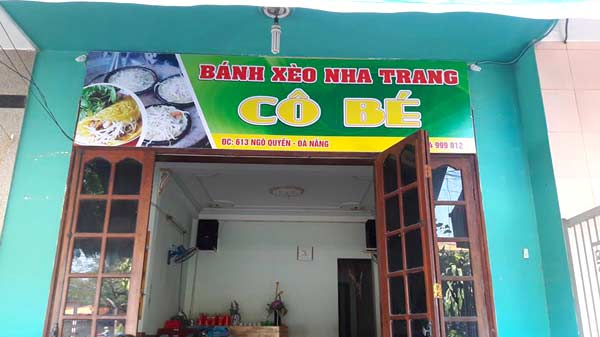 BÁNH XÈO NHA TRANG
CÔ BÉ
ĐC: 613 NGÔ QUYỀN - ĐÀ NẴNG
999 812